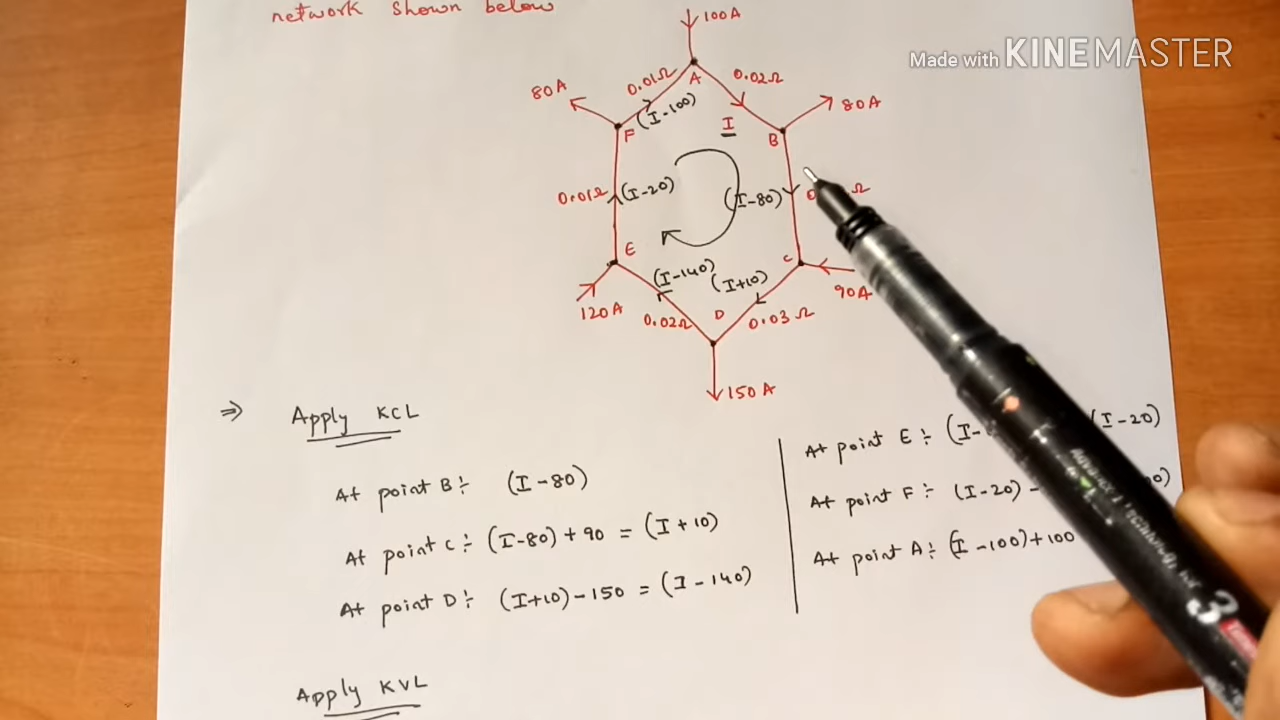 network shown below
Made with KINEMASTER
100A
0.01Ω
A
0.02Ω
80A
80A
F
(I-100)
I
B
0.01Ω
(I-20)
(I-80)
Ω
E
C
(I-140)
(I+10)
90A
120A
0.02Ω
D
0.03Ω
150A
⇒ Apply KCL
At point B:- (I-80)
At point C:- (I-80)+90 = (I+10)
At point D:- (I+10)-150 = (I-140)
At point E:- (I- (I-20)
At point F:- (I-20)-
At point A:- (I-100)+100
Apply KVL